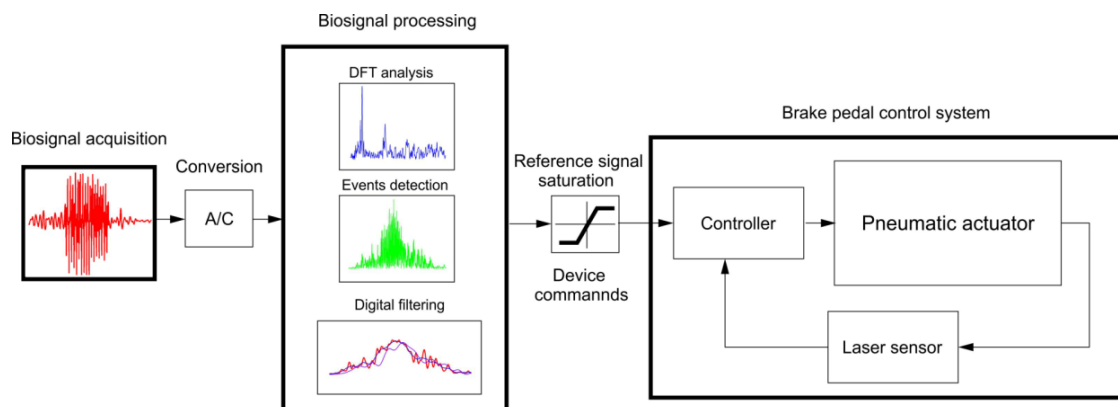 Biosignal processing
DFT analysis
Events detection
Digital filtering
Biosignal acquisition
Conversion
A/C
Reference signal
saturation
Device
commannds
Brake pedal control system
Controller
Pneumatic actuator
Laser sensor